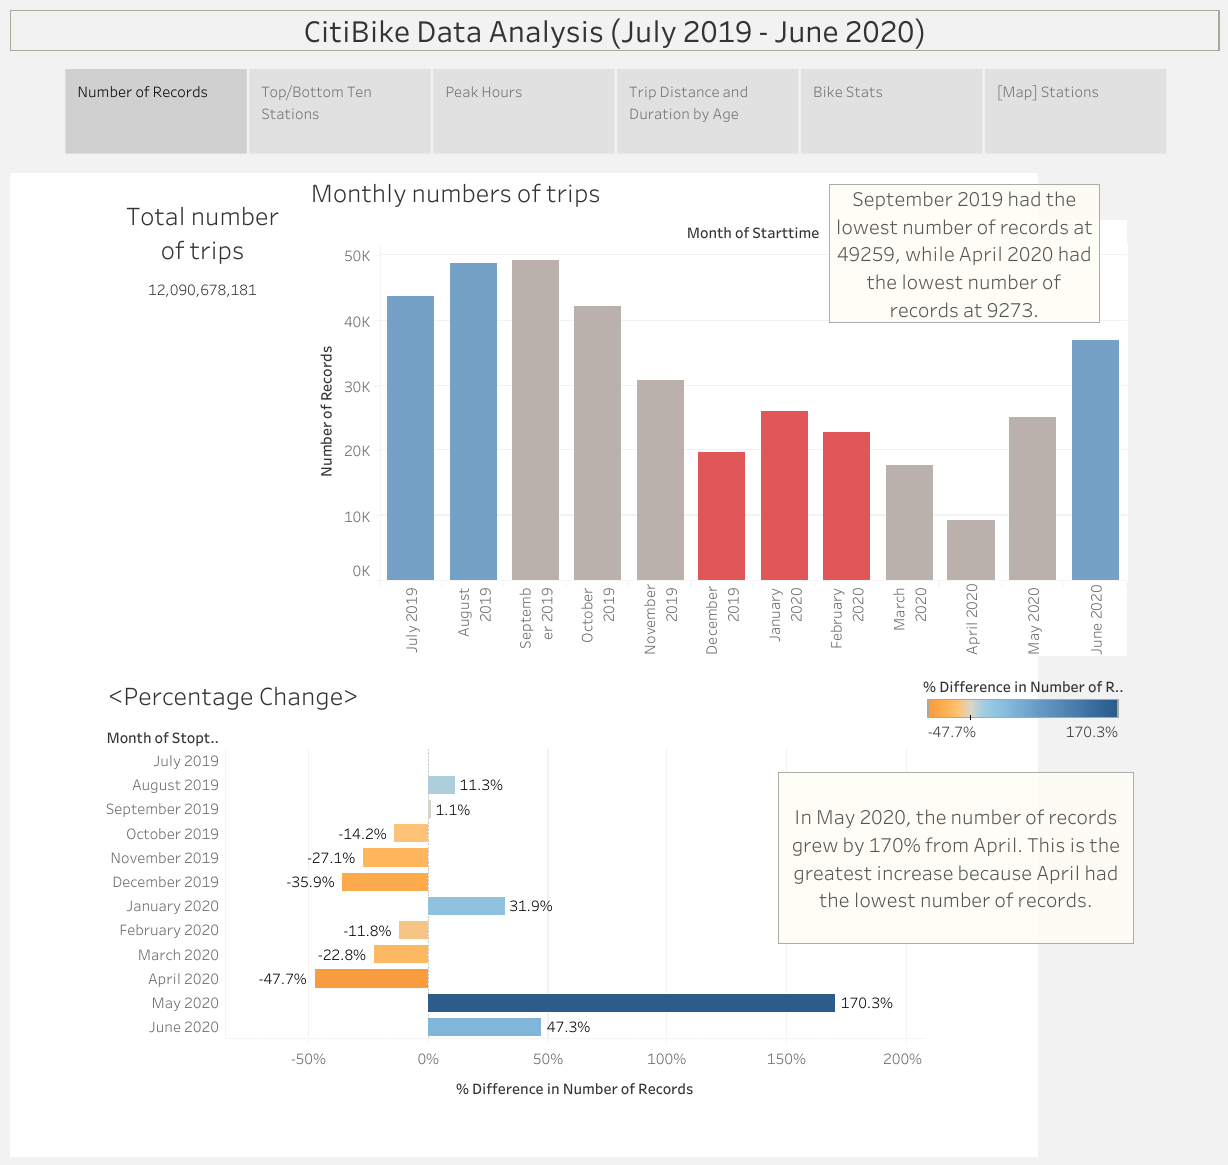 CitiBike Data Analysis (July 2019 - June 2020)
Number of Records
Top/Bottom Ten
Stations
Peak Hours
Trip Distance and
Duration by Age
Bike Stats
[Map] Stations
Total number
of trips
12,090,678,181
Monthly numbers of trips
Month of Starttime
September 2019 had the
lowest number of records at
49259, while April 2020 had
the lowest number of
records at 9273.
Number of Records
50K
40K
30K
20K
10K
0K
July 2019
August
2019
Septemb
er 2019
October
2019
November
2019
December
2019
January
2020
February
2020
March
2020
April 2020
May 2020
June 2020
<Percentage Change>
% Difference in Number of R..
-47.7%
170.3%
Month of Stopt..
July 2019
August 2019
11.3%
September 2019
1.1%
October 2019
-14.2%
November 2019
-27.1%
December 2019
-35.9%
January 2020
31.9%
February 2020
-11.8%
March 2020
-22.8%
April 2020
-47.7%
May 2020
170.3%
June 2020
47.3%
In May 2020, the number of records
grew by 170% from April. This is the
greatest increase because April had
the lowest number of records.
-50%
0%
50%
100%
150%
200%
% Difference in Number of Records